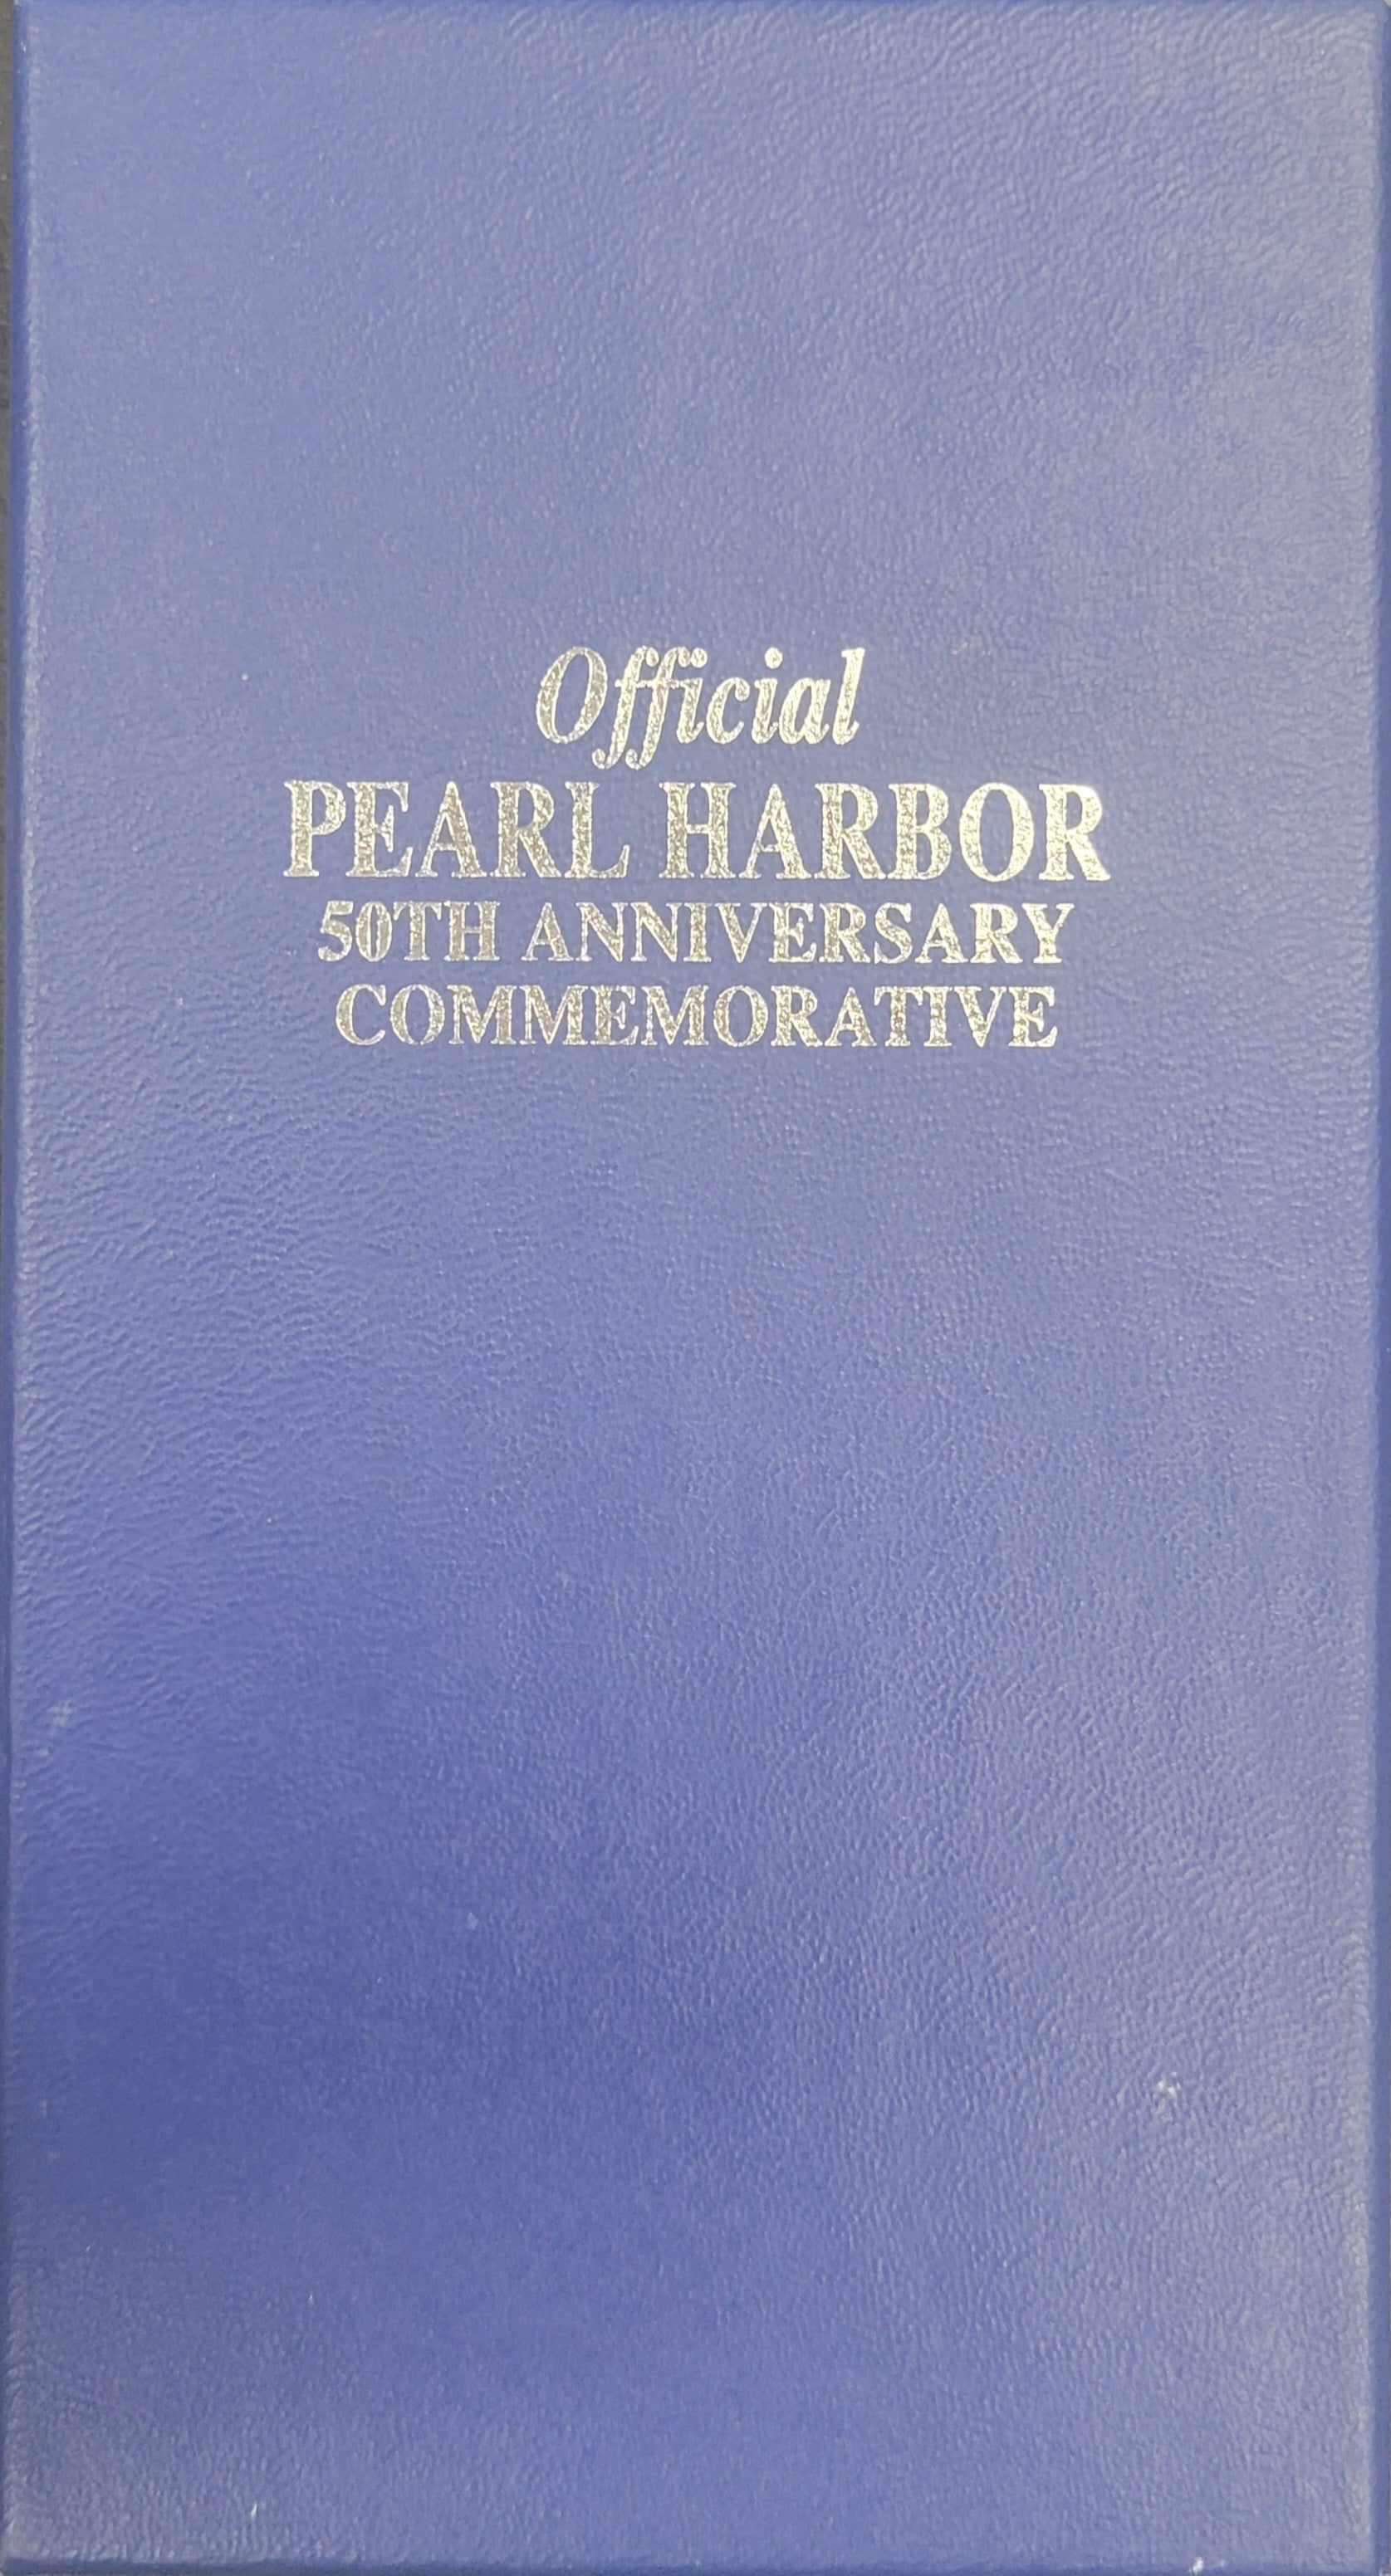 Official
PEARL HARBOR
50TH ANNIVERSARY
COMMEMORATIVE